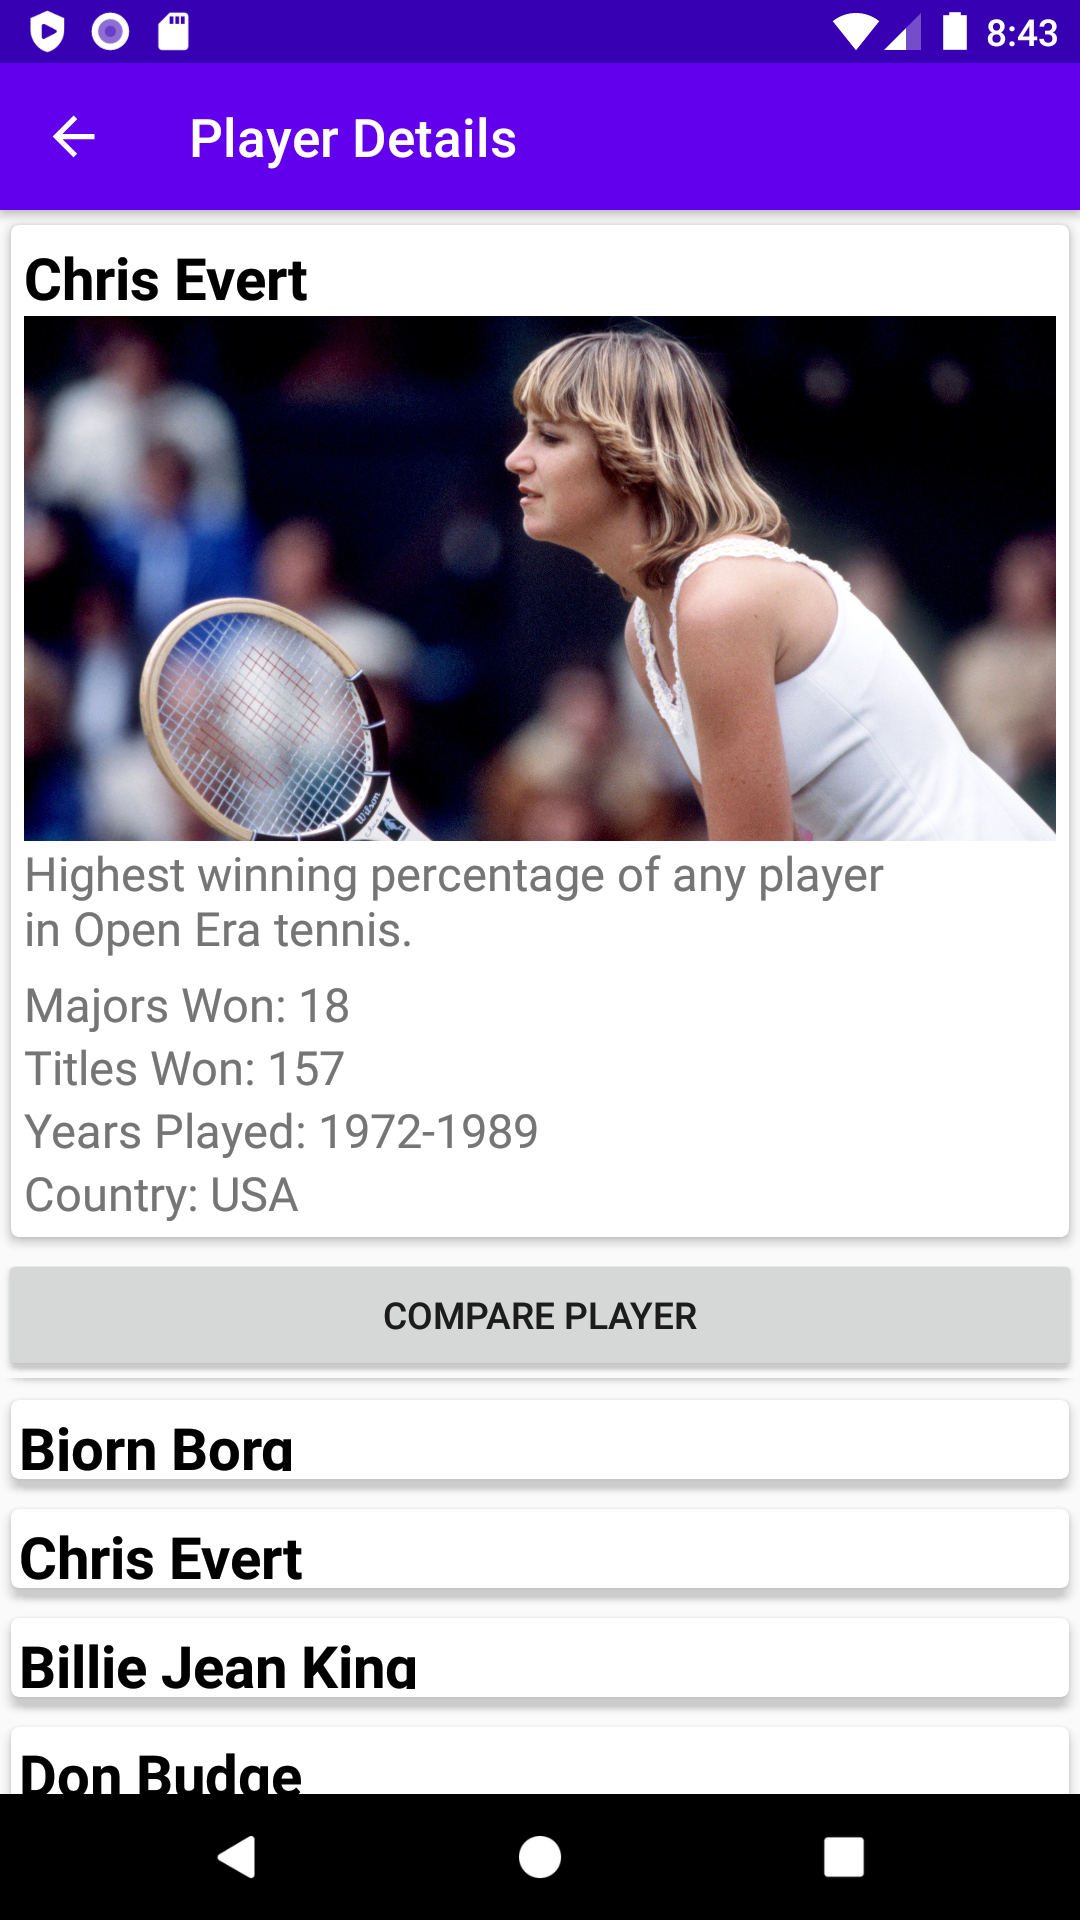 8:43
Player Details
Chris Evert
Wilson
Highest winning percentage of any player
in Open Era tennis.
Majors Won: 18
Titles Won: 157
Years Played: 1972-1989
Country: USA
COMPARE PLAYER
Bjorn Borg
Chris Evert
Billie Jean King
Don Budge